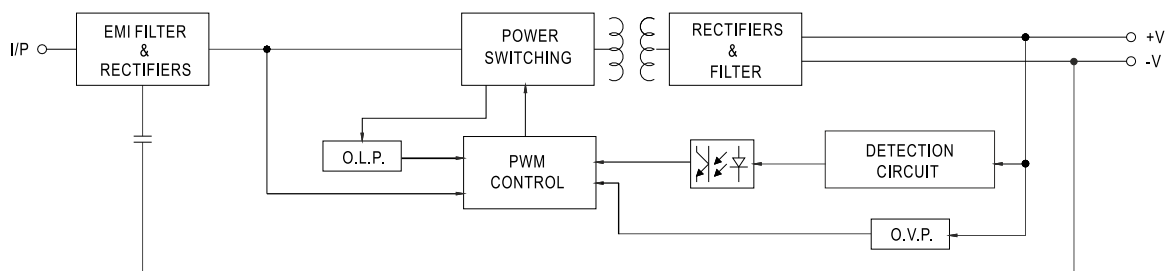 I/P
EMI FILTER
&
RECTIFIERS
POWER
SWITCHING
RECTIFIERS
&
FILTER
+V
-V
O.L.P.
PWM
CONTROL
DETECTION
CIRCUIT
O.V.P.